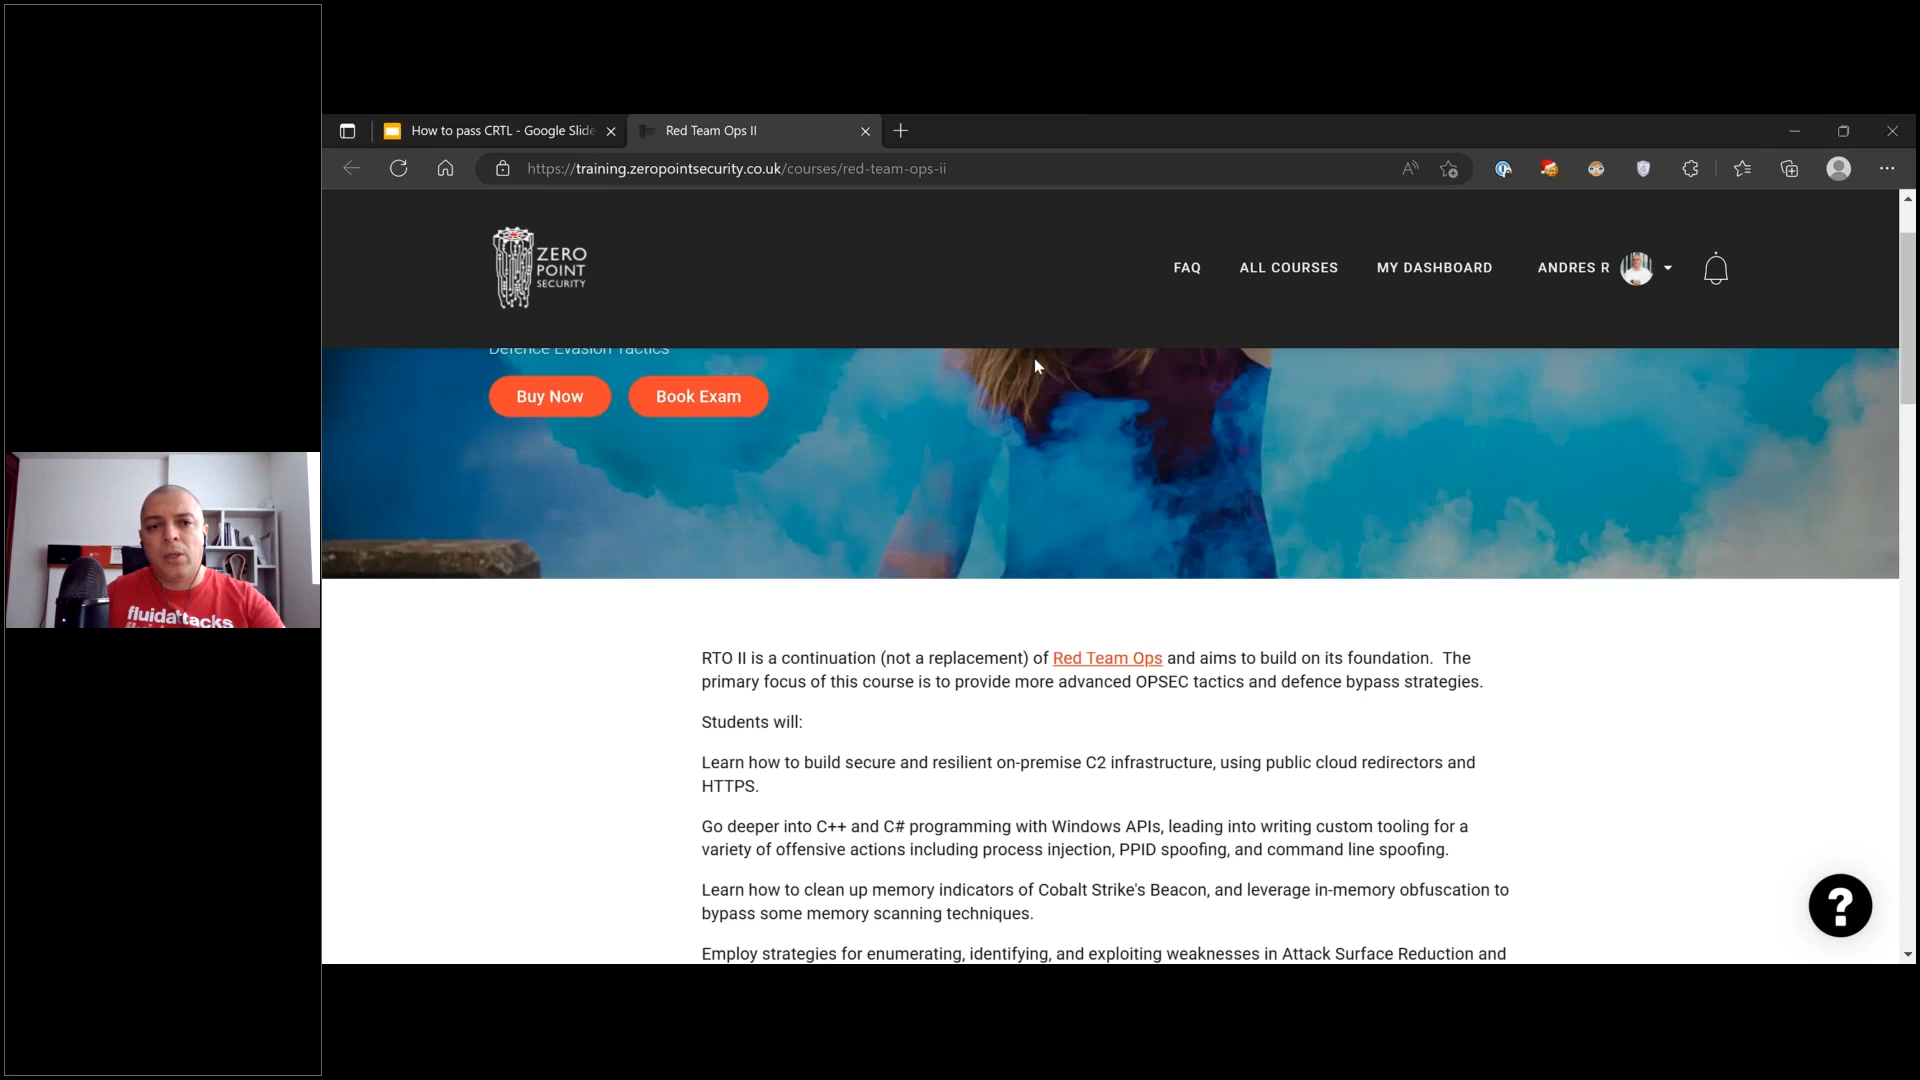 How to pass CRTL - Google Slide
Red Team Ops II
https://training.zeropointsecurity.co.uk/courses/red-team-ops-ii
ZERO
POINT
SECURITY
FAQ
ALL COURSES
MY DASHBOARD
ANDRES R
Defence Evasion Tactics
Buy Now
Book Exam
fluidattacks
RTO II is a continuation (not a replacement) of Red Team Ops and aims to build on its foundation. The
primary focus of this course is to provide more advanced OPSEC tactics and defence bypass strategies.
Students will:
Learn how to build secure and resilient on-premise C2 infrastructure, using public cloud redirectors and
HTTPS.
Go deeper into C++ and C# programming with Windows APIs, leading into writing custom tooling for a
variety of offensive actions including process injection, PPID spoofing, and command line spoofing.
Learn how to clean up memory indicators of Cobalt Strike's Beacon, and leverage in-memory obfuscation to
bypass some memory scanning techniques.
Employ strategies for enumerating, identifying, and exploiting weaknesses in Attack Surface Reduction and
?